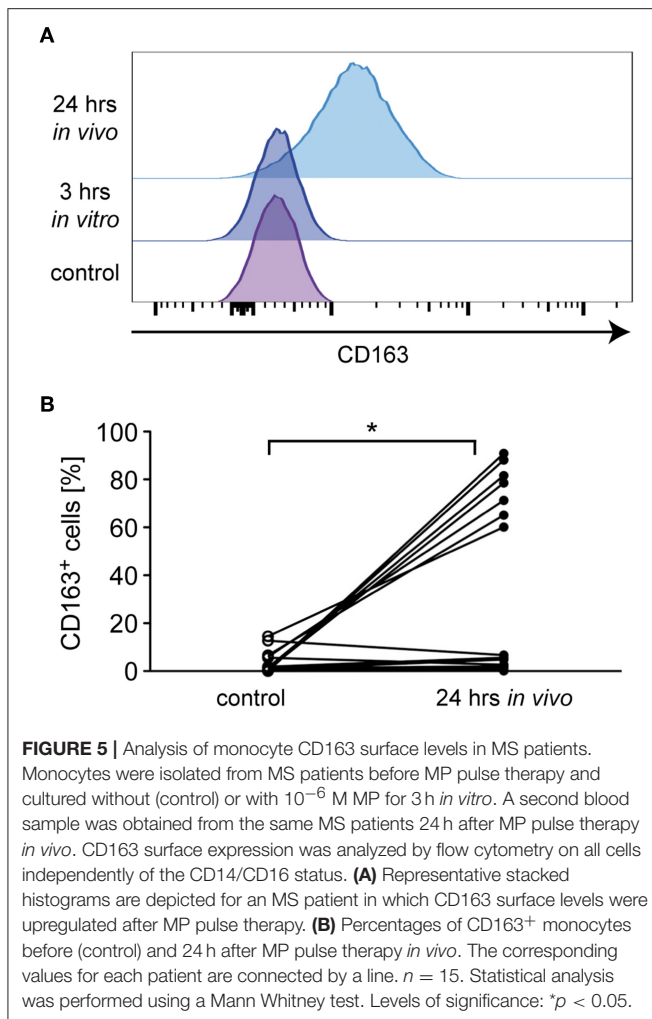 A
24 hrs
in vivo
3 hrs
in vitro
control
CD163
B
*
CD163+ cells [%]
100
80
60
40
20
0
control
24 hrs in vivo
FIGURE 5 | Analysis of monocyte CD163 surface levels in MS patients.
Monocytes were isolated from MS patients before MP pulse therapy and
cultured without (control) or with 10−6 M MP for 3 h in vitro. A second blood
sample was obtained from the same MS patients 24 h after MP pulse therapy
in vivo. CD163 surface expression was analyzed by flow cytometry on all cells
independently of the CD14/CD16 status. (A) Representative stacked
histograms are depicted for an MS patient in which CD163 surface levels were
upregulated after MP pulse therapy. (B) Percentages of CD163+ monocytes
before (control) and 24 h after MP pulse therapy in vivo. The corresponding
values for each patient are connected by a line. n = 15. Statistical analysis
was performed using a Mann Whitney test. Levels of significance: *p < 0.05.